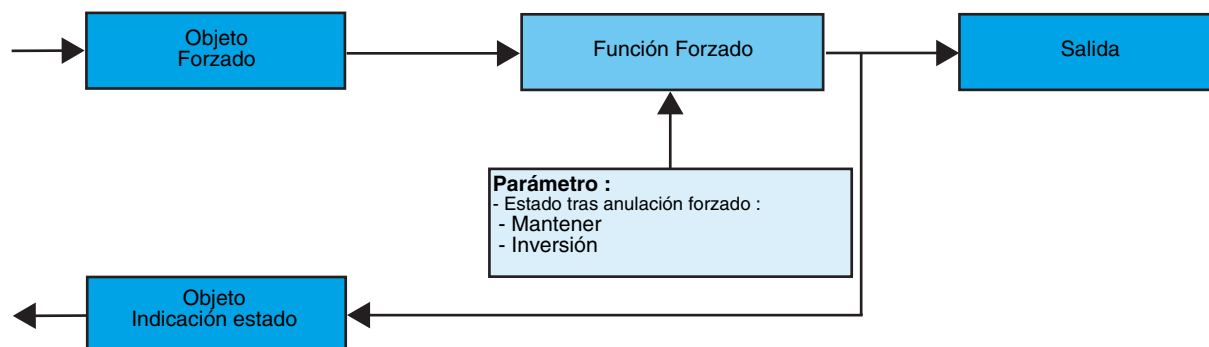 Objeto
Forzado
Función Forzado
Salida
Parámetro :
- Estado tras anulación forzado :
- Mantener
- Inversión
Objeto
Indicación estado